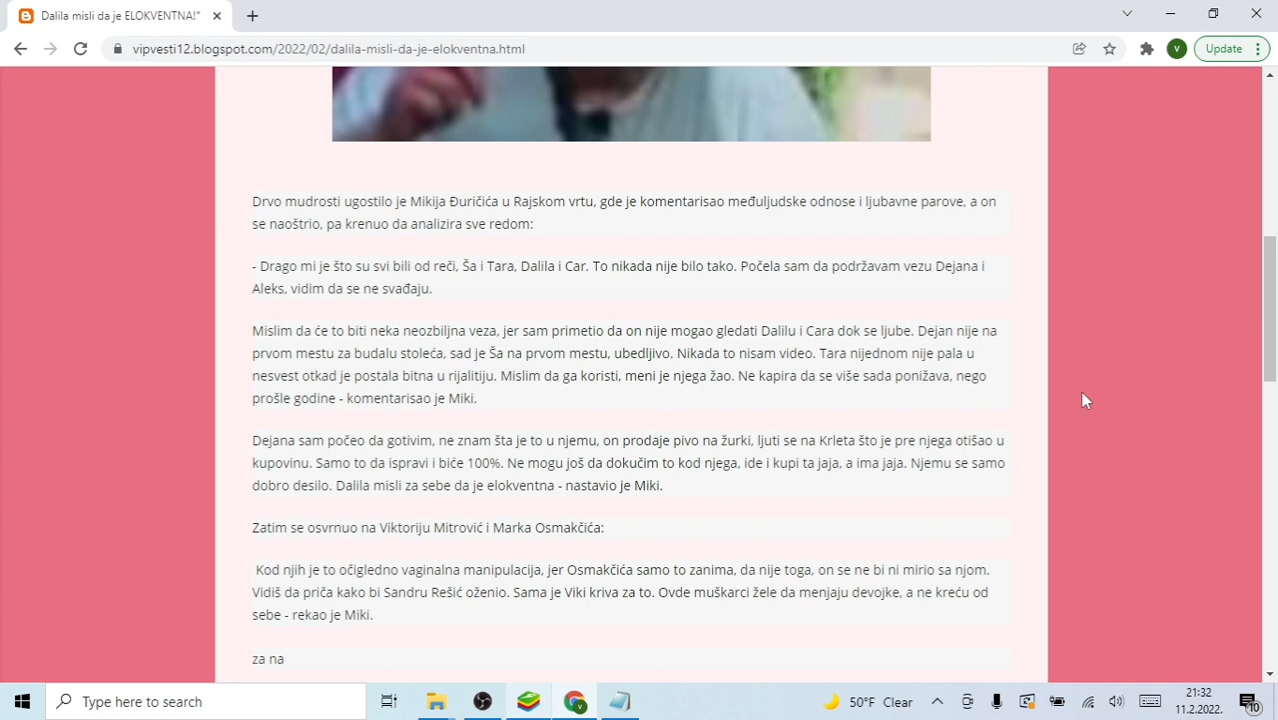 Dalila misli da je ELOKVENTNA!"
vipvesti12.blogspot.com/2022/02/dalila-misli-da-je-elokventna.html
V
Update
Drvo mudrosti ugostilo je Mikija Đuričića u Rajskom vrtu, gde je komentarisao međuljudske odnose i ljubavne parove, a on
se naoštrio, pa krenuo da analizira sve redom:
- Drago mi je što su svi bili od reči, Ša i Tara, Dalila i Car. To nikada nije bilo tako. Počela sam da podržavam vezu Dejana i
Aleks, vidim da se ne svađaju.
Mislim da će to biti neka neozbiljna veza, jer sam primetio da on nije mogao gledati Dalilu i Cara dok se ljube. Dejan nije na
prvom mestu za budalu stoleća, sad je Ša na prvom mestu, ubedljivo. Nikada to nisam video. Tara nijednom nije pala u
nesvest otkad je postala bitna u rijalitiju. Mislim da ga koristi, meni je njega žao. Ne kapira da se više sada ponižava, nego
prošle godine - komentarisao je Miki.
Dejana sam počeo da gotivim, ne znam šta je to u njemu, on prodaje pivo na žurki, ljuti se na Krleta što je pre njega otišao u
kupovinu. Samo to da ispravi i biće 100%. Ne mogu još da dokučim to kod njega, ide i kupi ta jaja, a ima jaja. Njemu se samo
dobro desilo. Dalila misli za sebe da je elokventna - nastavio je Miki.
Zatim se osvrnuo na Viktoriju Mitrović i Marka Osmakčića:
Kod njih je to očigledno vaginalna manipulacija, jer Osmakčića samo to zanima, da nije toga, on se ne bi ni mirio sa njom.
Vidiš da priča kako bi Sandru Rešić oženio. Sama je Viki kriva za to. Ovde muškarci žele da menjaju devojke, a ne kreću od
sebe - rekao je Miki.
za na
Type here to search
50°F Clear
21:32
11.2.2022.
10